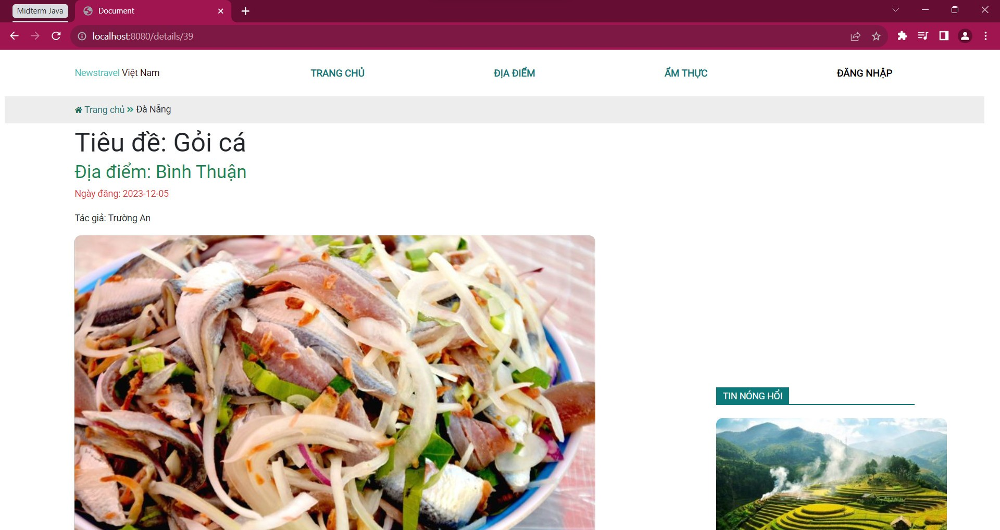 Midterm Java
Document
localhost:8080/details/39
Newstravel Việt Nam
TRANG CHỦ
ĐỊA ĐIỂM
ẨM THỰC
ĐĂNG NHẬP
Trang chủ » Đà Nẵng
Tiêu đề: Gỏi cá
Địa điểm: Bình Thuận
Ngày đăng: 2023-12-05
Tác giả: Trường An
TIN NÓNG HỔI